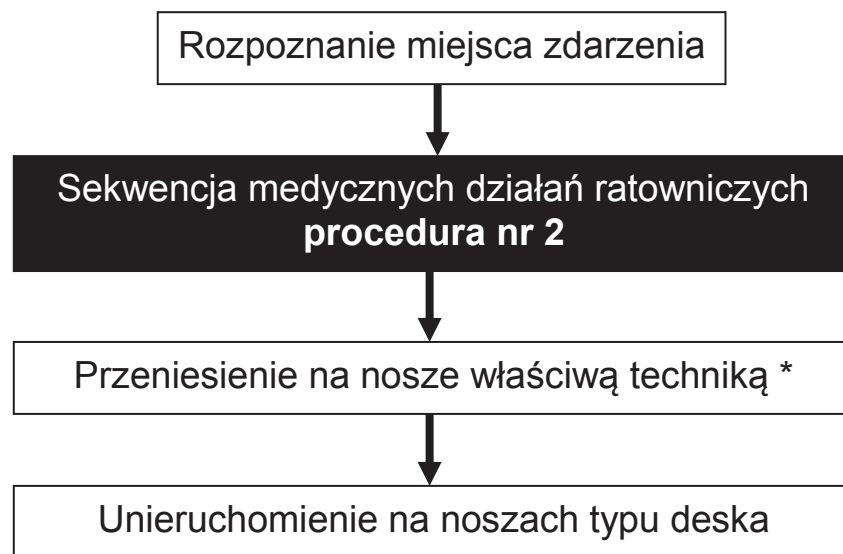 Rozpoznanie miejsca zdarzenia
Sekwencja medycznych działań ratowniczych
procedura nr 2
Przeniesienie na nosze właściwą techniką *
Unieruchomienie na noszach typu deska